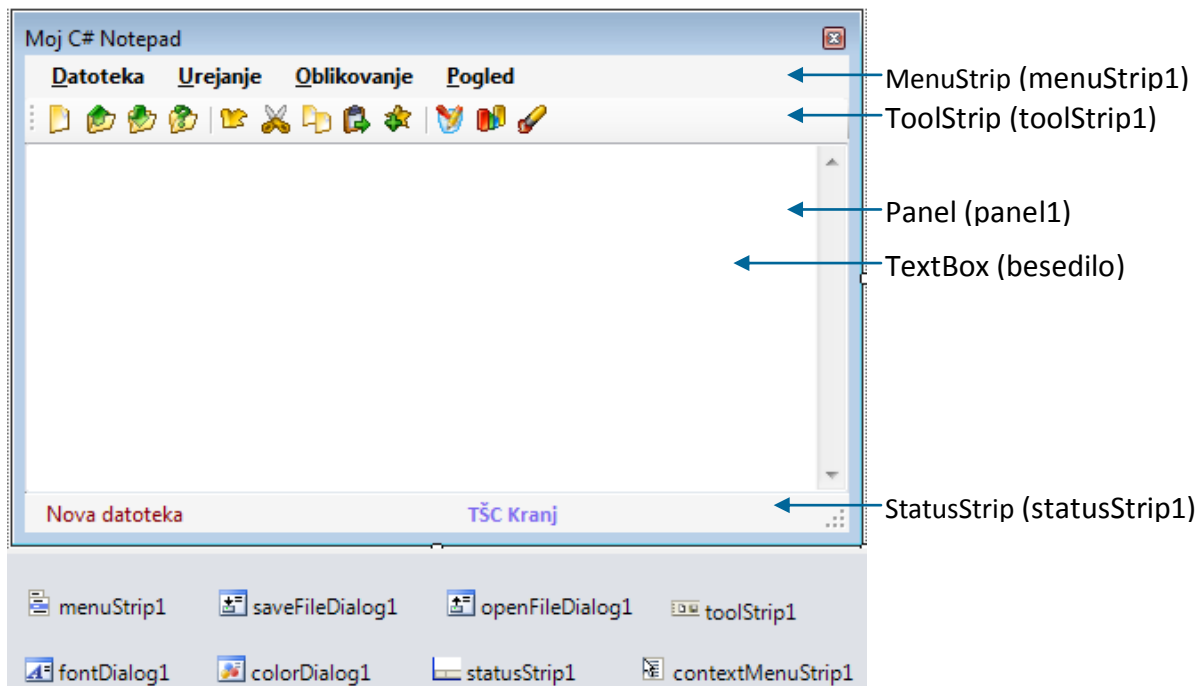 Moj C# Notepad
Datoteka Urejanje Oblikovanje Pogled
MenuStrip (menuStrip1)
ToolStrip (toolStrip1)
Panel (panel1)
TextBox (besedilo)
Nova datoteka TŠC Kranj
StatusStrip (statusStrip1)
menuStrip1 saveFileDialog1 openFileDialog1 toolStrip1
fontDialog1 colorDialog1 statusStrip1 contextMenuStrip1